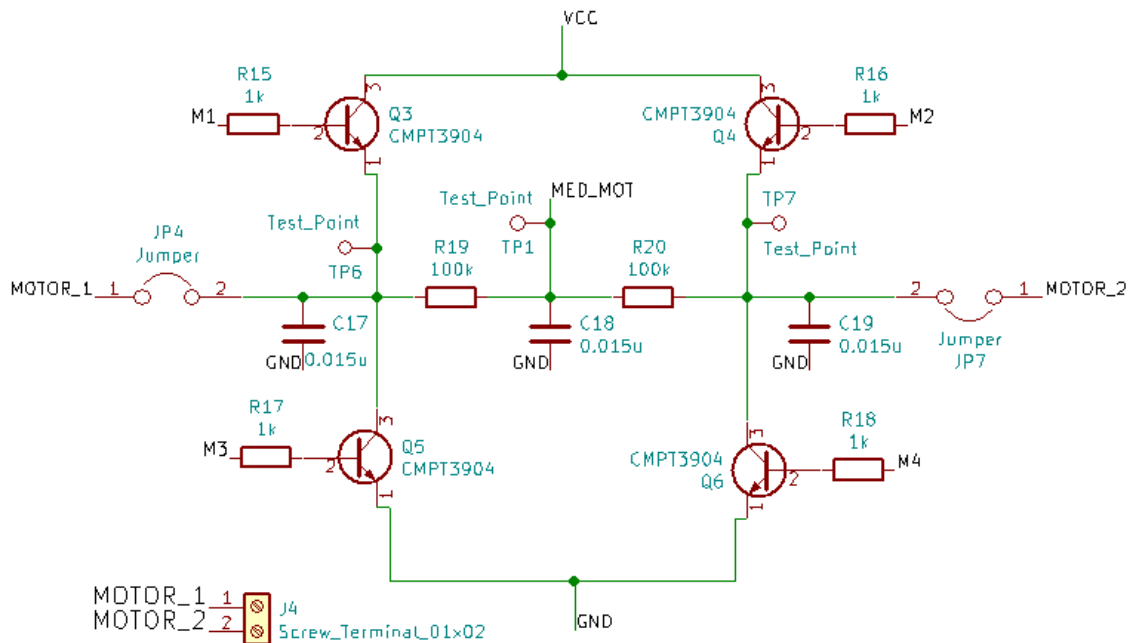 VCC
R15
1k
M1
2
3
1
Q3
CMPT3904
R16
1k
M2
2
3
1
CMPT3904
Q4
MED_MOT
Test_Point
TP1
Test_Point
TP6
TP7
Test_Point
JP4
Jumper
MOTOR_1
1
2
R19
100k
R20
100k
2
1
MOTOR_2
Jumper
JP7
C17
0.015u
GND
C18
0.015u
GND
C19
0.015u
GND
R17
1k
M3
2
3
1
Q5
CMPT3904
R18
1k
M4
2
3
1
CMPT3904
Q6
GND
MOTOR_1
1
MOTOR_2
2
J4
Screw_Terminal_01x02